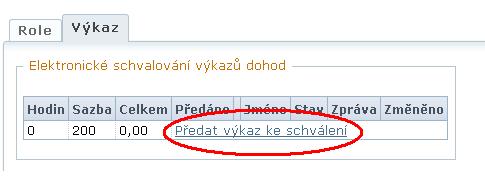 Role Výkaz
Elektronické schvalování výkazů dohod
Hodin Sazba Celkem Předáno Jméno Stav Zpráva Změněno
0 200 0,00 Předat výkaz ke schválení